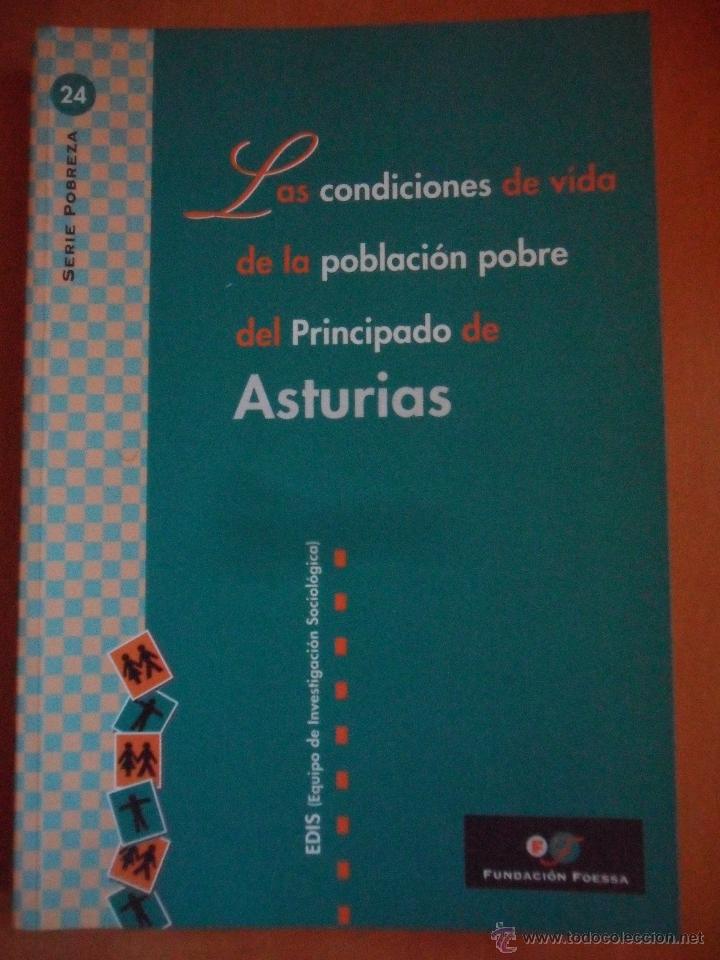 24
SERIE POBREZA
Las condiciones de vida
de la población pobre
del Principado de
Asturias
EDIS (Equipo de Investigación Sociológica)
F
FUNDACIÓN FOESSA
© www.todocoleccion.net